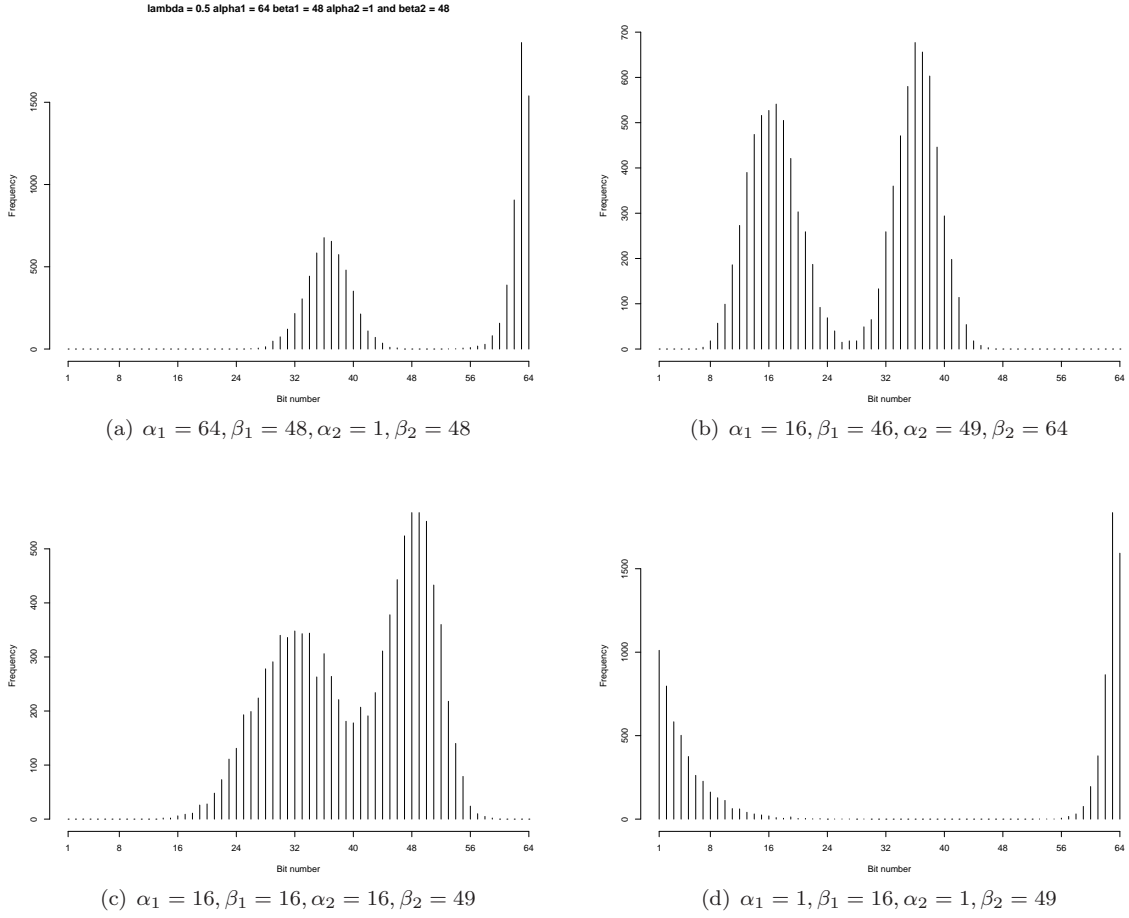 lambda = 0.5 alpha1 = 64 beta1 = 48 alpha2 =1 and beta2 = 48
Frequency
0 500 1000 1500
1 8 16 24 32 40 48 56 64
Bit number
(a) α₁ = 64, β₁ = 48, α₂ = 1, β₂ = 48
Frequency
0 100 200 300 400 500 600 700
1 8 16 24 32 40 48 56 64
Bit number
(b) α₁ = 16, β₁ = 46, α₂ = 49, β₂ = 64
Frequency
0 100 200 300 400 500
1 8 16 24 32 40 48 56 64
Bit number
(c) α₁ = 16, β₁ = 16, α₂ = 16, β₂ = 49
Frequency
0 500 1000 1500
1 8 16 24 32 40 48 56 64
Bit number
(d) α₁ = 1, β₁ = 16, α₂ = 1, β₂ = 49